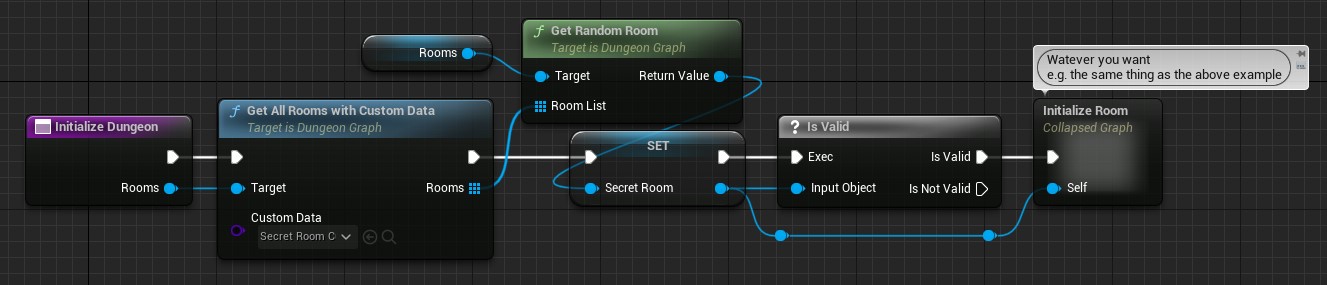 Initialize Dungeon
Rooms
Get All Rooms with Custom Data
Target is Dungeon Graph
Target
Rooms
Custom Data
Secret Room C
Rooms
Get Random Room
Target is Dungeon Graph
Target
Return Value
Room List
SET
Secret Room
? Is Valid
Exec
Is Valid
Input Object
Is Not Valid
Watever you want
e.g. the same thing as the above example
Initialize Room
Collapsed Graph
Self